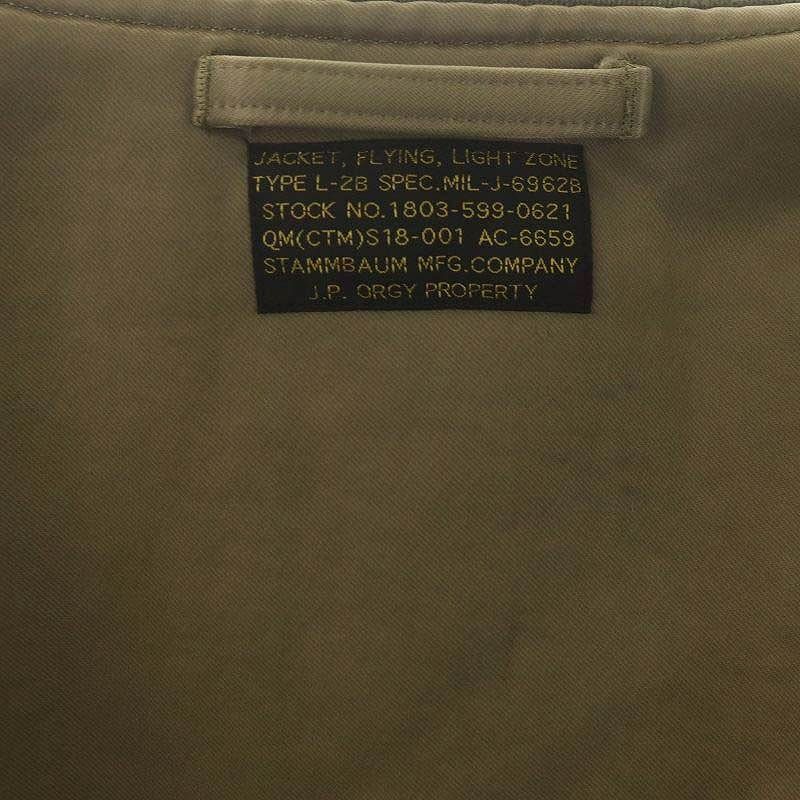 JACKET, FLYING, LIGHT ZONE
TYPE L-2B SPEC.MIL-J-6962B
STOCK NO.1803-599-0621
QM(CTM)S18-001 AC-6659
STAMMBAUM MFG.COMPANY
J.P. ORGY PROPERTY